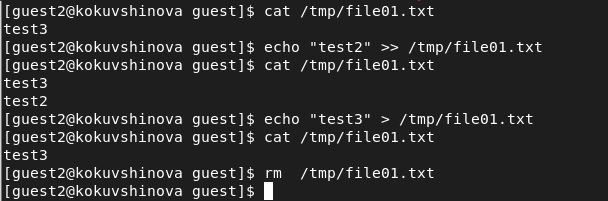 [guest2@kokuvshinova guest]$ cat /tmp/file01.txt
test3
[guest2@kokuvshinova guest]$ echo "test2" >> /tmp/file01.txt
[guest2@kokuvshinova guest]$ cat /tmp/file01.txt
test3
test2
[guest2@kokuvshinova guest]$ echo "test3" > /tmp/file01.txt
[guest2@kokuvshinova guest]$ cat /tmp/file01.txt
test3
[guest2@kokuvshinova guest]$ rm  /tmp/file01.txt
[guest2@kokuvshinova guest]$